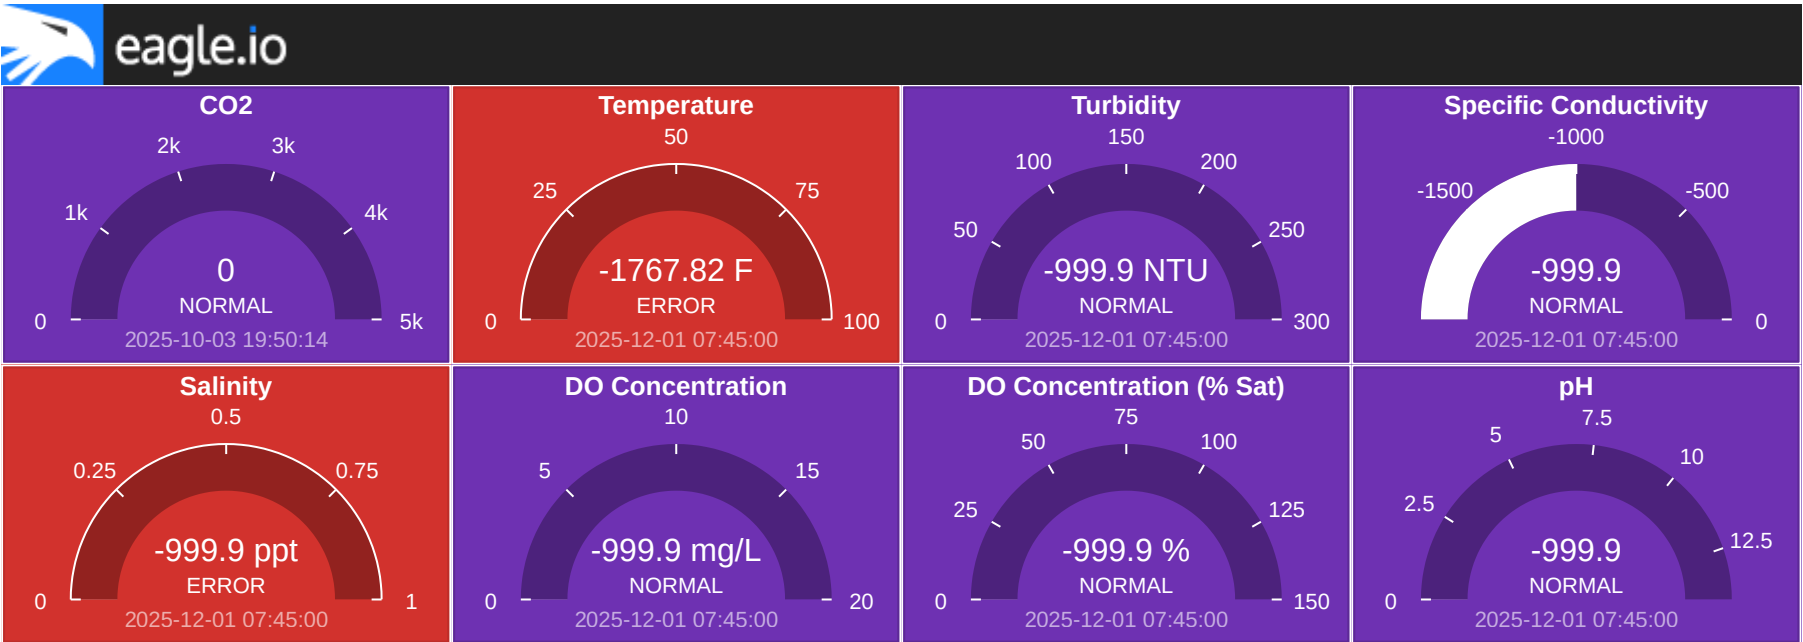 eagle.io
CO2
2k 3k
1k 4k
0
NORMAL
0 5k
2025-10-03 19:50:14
Temperature
50
25 75
-1767.82 F
ERROR
0 100
2025-12-01 07:45:00
Turbidity
150
100 200
50 250
-999.9 NTU
NORMAL
0 300
2025-12-01 07:45:00
Specific Conductivity
-1000
-1500 -500
-999.9
NORMAL
0
2025-12-01 07:45:00
Salinity
0.5
0.25 0.75
-999.9 ppt
ERROR
0 1
2025-12-01 07:45:00
DO Concentration
10
5 15
-999.9 mg/L
NORMAL
0 20
2025-12-01 07:45:00
DO Concentration (% Sat)
75
50 100
25 125
-999.9 %
NORMAL
0 150
2025-12-01 07:45:00
pH
7.5
5 10
2.5 12.5
-999.9
NORMAL
0
2025-12-01 07:45:00